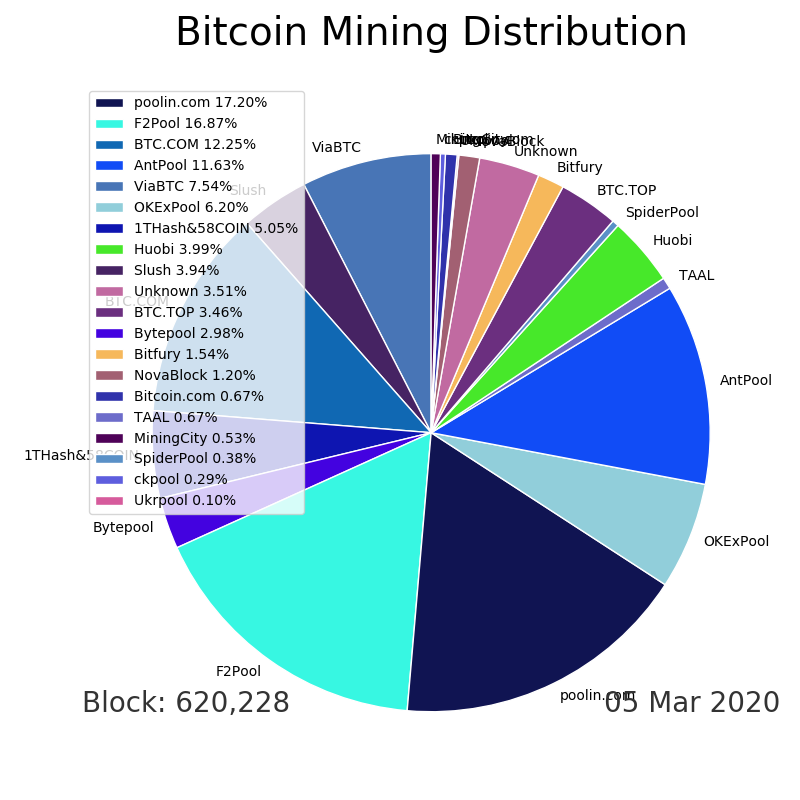 Bitcoin Mining Distribution
poolin.com 17.20%
F2Pool 16.87%
BTC.COM 12.25%
AntPool 11.63%
ViaBTC 7.54%
OKExPool 6.20%
1THash&58COIN 5.05%
Huobi 3.99%
Slush 3.94%
Unknown 3.51%
BTC.TOP 3.46%
Bytepool 2.98%
Bitfury 1.54%
NovaBlock 1.20%
Bitcoin.com 0.67%
TAAL 0.67%
MiningCity 0.53%
SpiderPool 0.38%
ckpool 0.29%
Ukrpool 0.10%
ViaBTC
Slush
BTC.COM
1THash&58COIN
Bytepool
F2Pool
poolin.com
OKExPool
AntPool
TAAL
Huobi
SpiderPool
BTC.TOP
Bitfury
Unknown
Block: 620,228
05 Mar 2020